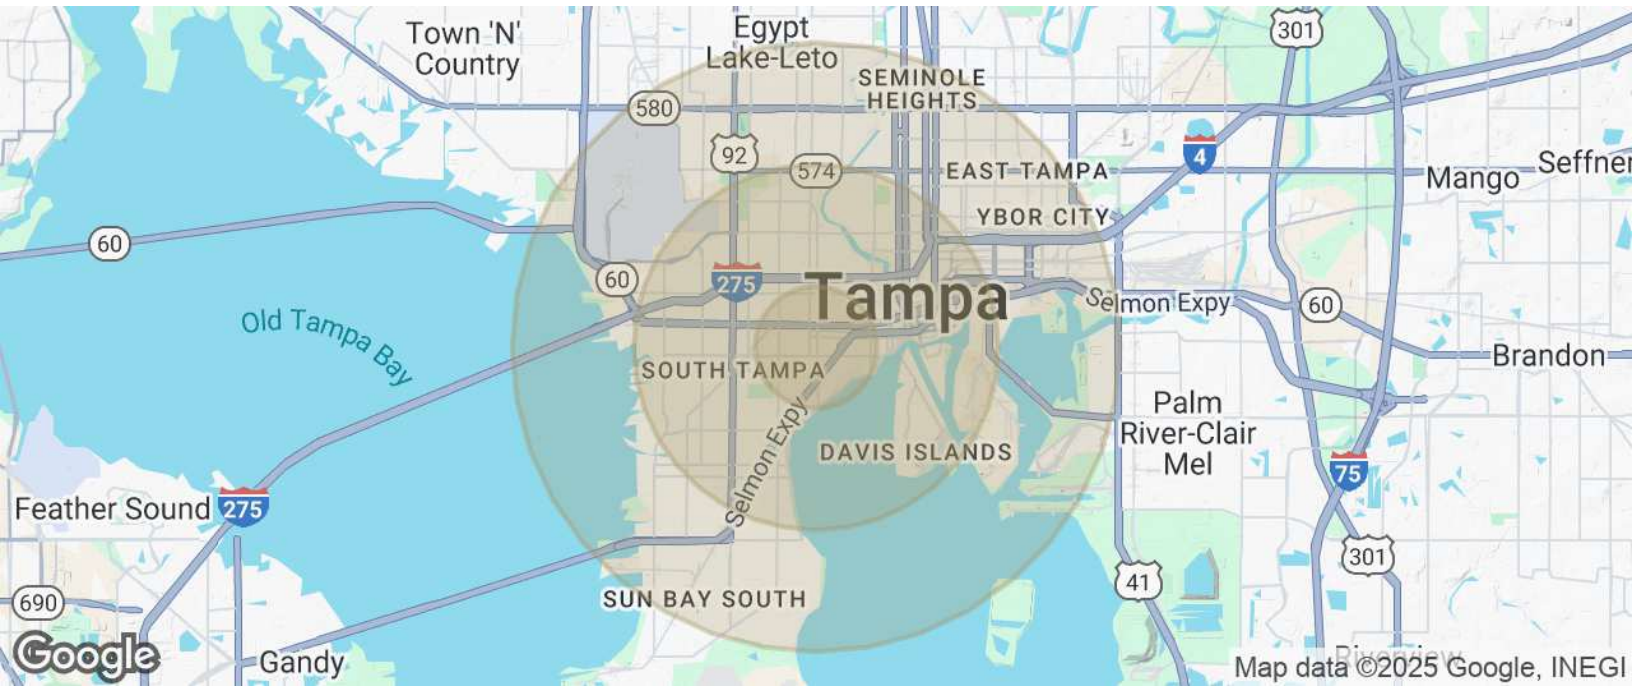 Town 'N'
Country
Egypt
Lake-Leto
301
SEMINOLE
HEIGHTS
580
92
574
4
EAST TAMPA
Mango
Seffner
YBOR CITY
60
60
275
Tampa
Selmon Expy
60
Old Tampa Bay
Brandon
SOUTH TAMPA
Palm
River-Clair
Mel
Selmon Expy
DAVIS ISLANDS
75
Feather Sound
275
301
41
690
SUN BAY SOUTH
Google
Gandy
Riverview
Map data ©2025 Google, INEGI